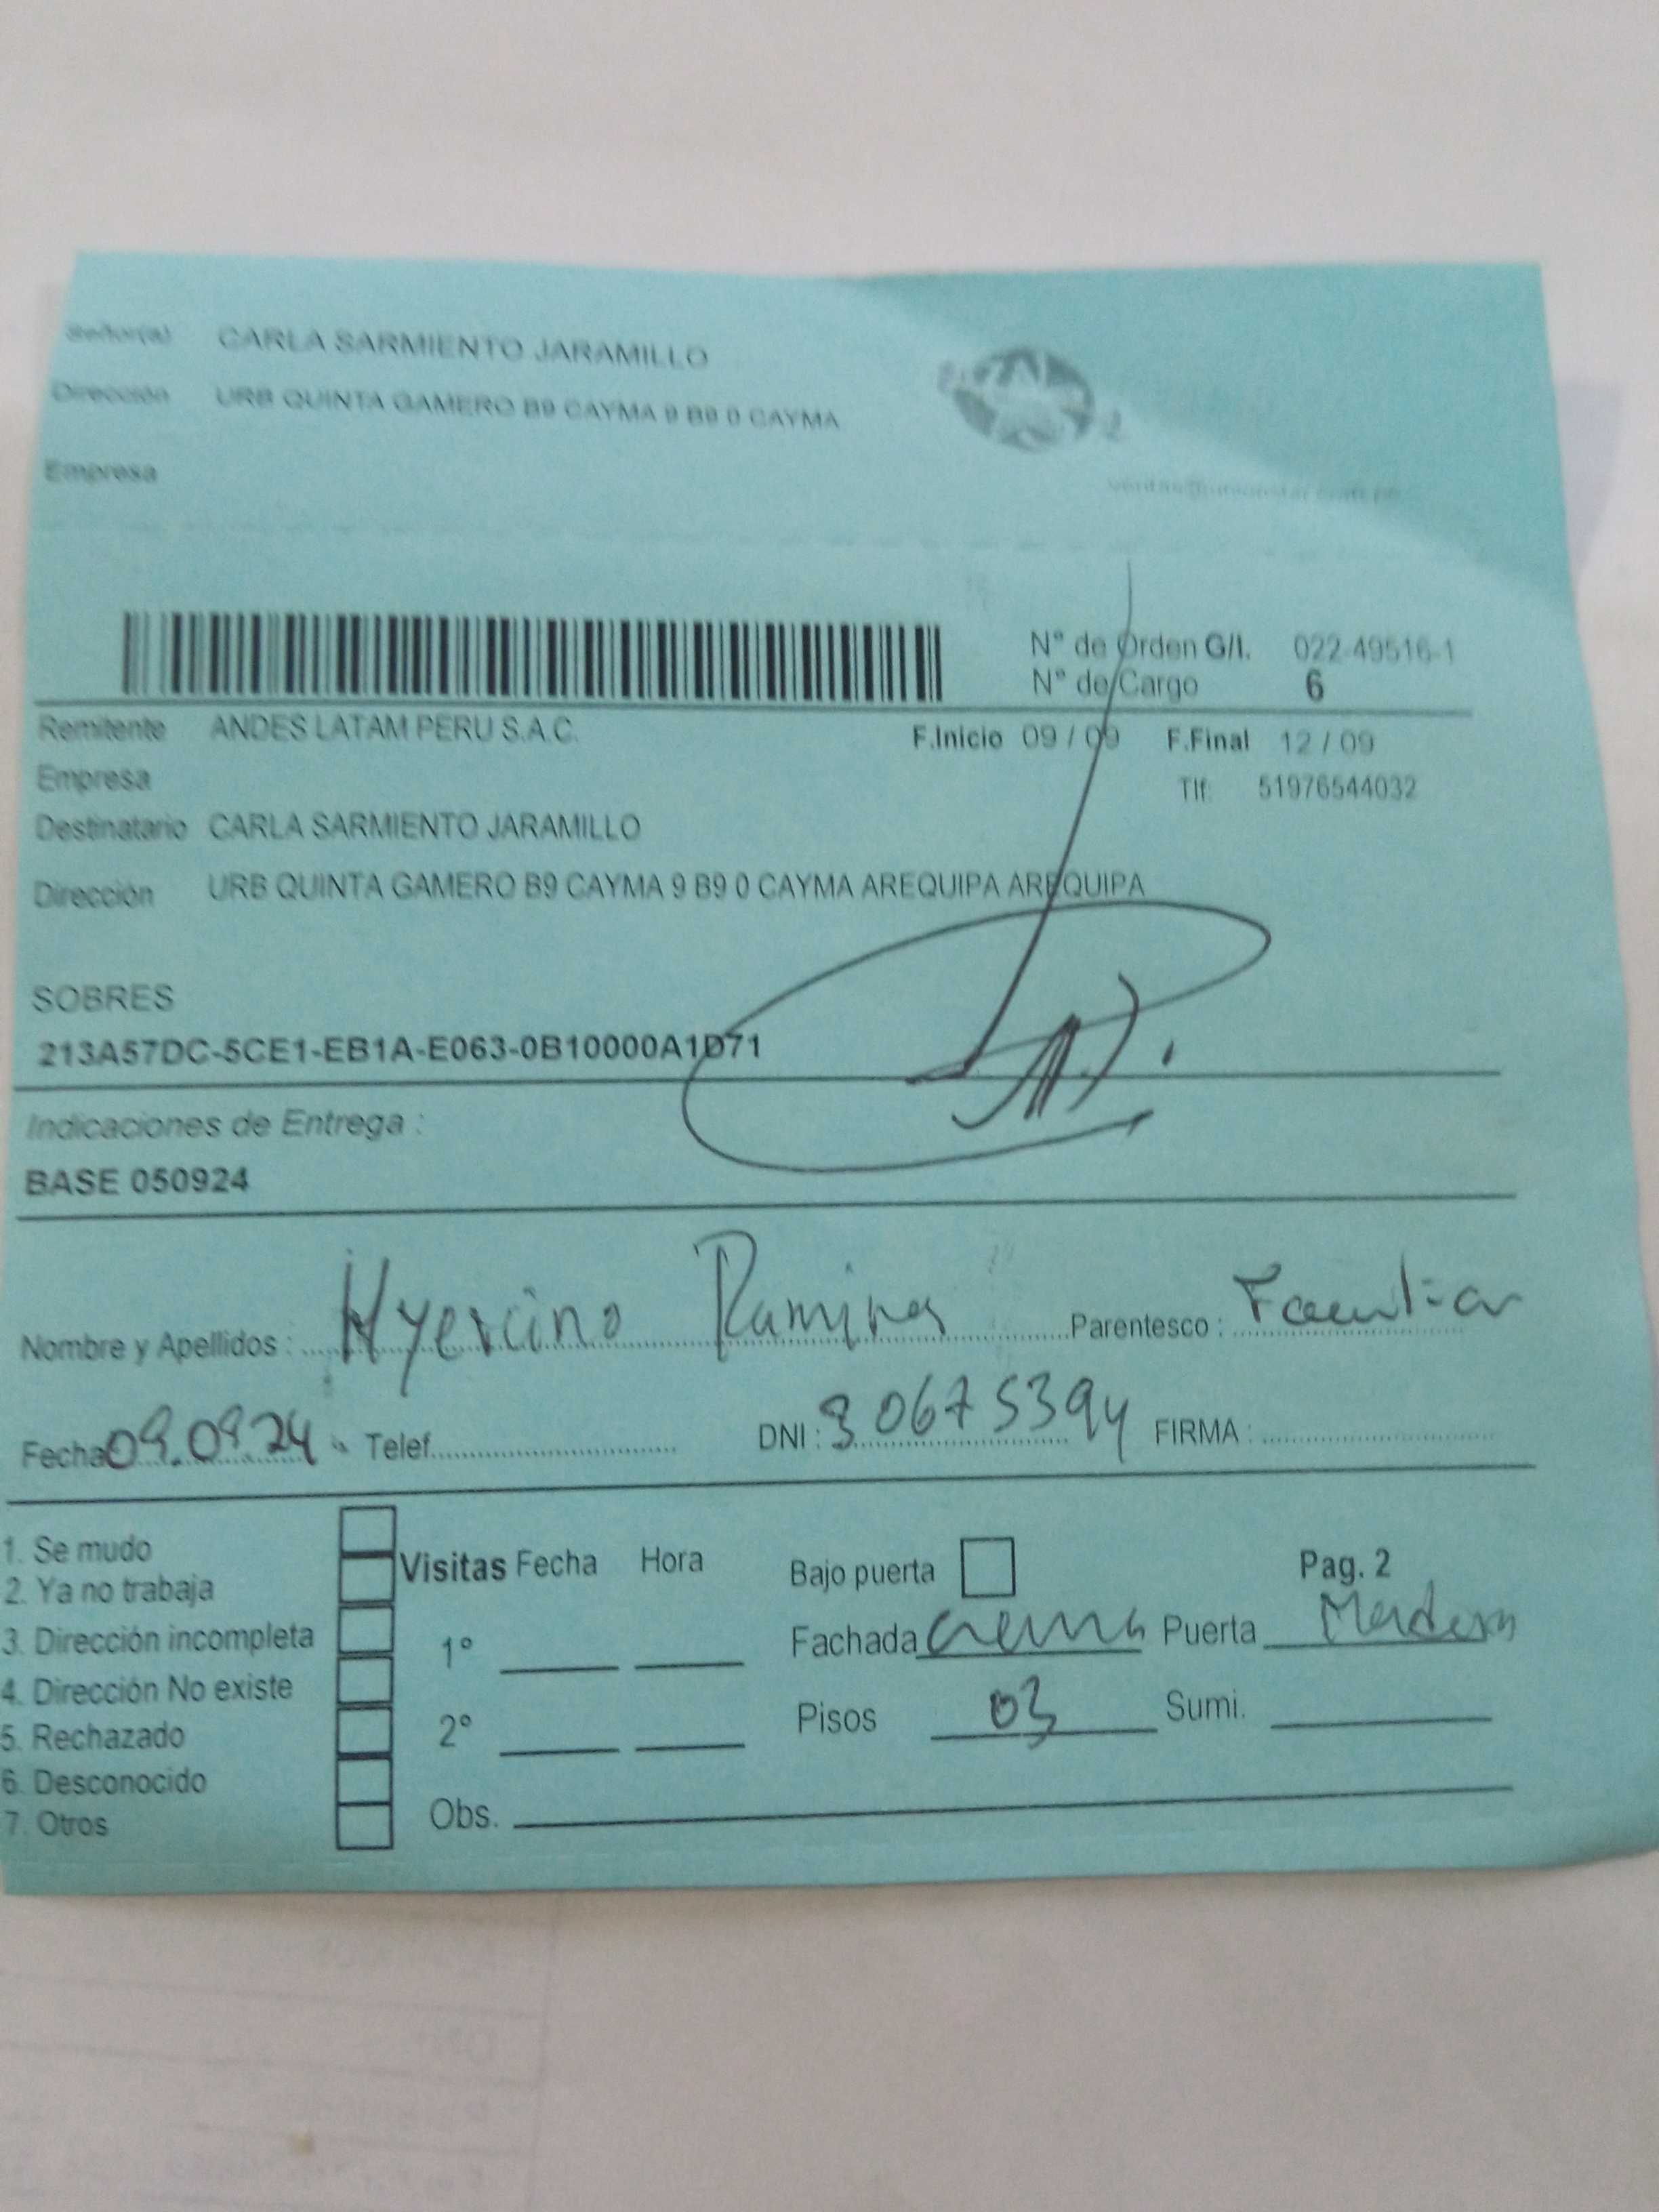 Señor(a) CARLA SARMIENTO JARAMILLO
Dirección URB QUINTA GAMERO B9 CAYMA 9 B9 0 CAYMA
Empresa
N° de Orden G/I. 022-49516-1
N° de Cargo 6
Remitente ANDES LATAM PERU S.A.C. F.Inicio 09 / 09 F.Final 12 / 09
Empresa Tlf: 51976544032
Destinatario CARLA SARMIENTO JARAMILLO
Dirección URB QUINTA GAMERO B9 CAYMA 9 B9 0 CAYMA AREQUIPA AREQUIPA
SOBRES
213A57DC-5CE1-EB1A-E063-0B10000A1D71
Indicaciones de Entrega :
BASE 050924
Nombre y Apellidos : Parentesco : Familiar
Fecha 09.09.24 Telef. DNI : 30675394 FIRMA :
1. Se mudo
2. Ya no trabaja
3. Dirección incompleta
4. Dirección No existe
5. Rechazado
6. Desconocido
7. Otros
Visitas Fecha Hora
1°
2°
Obs.
Bajo puerta Pag. 2
Fachada crema Puerta Madera
Pisos 03 Sumi.